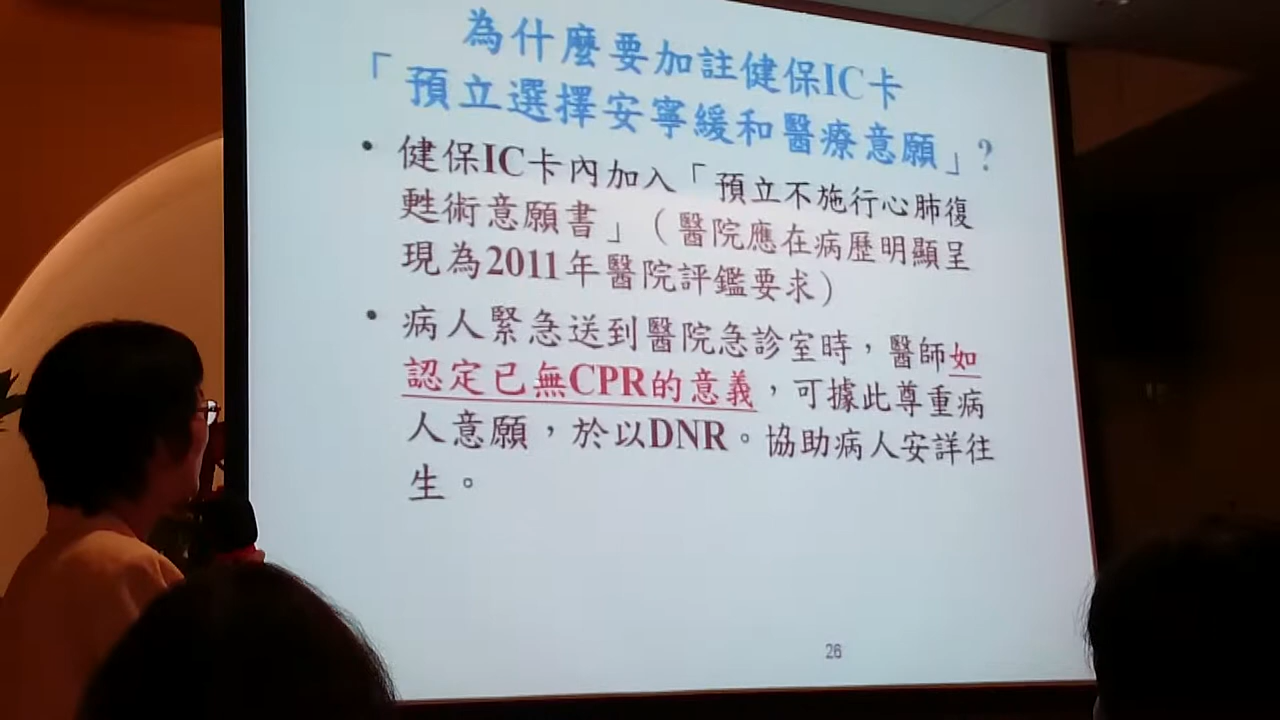 為什麼要加註健保IC卡
「預立選擇安寧緩和醫療意願」?
• 健保IC卡內加入「預立不施行心肺復
甦術意願書」(醫院應在病歷明顯呈
現為2011年醫院評鑑要求)
• 病人緊急送到醫院急診室時,醫師如
認定已無CPR的意義,可據此尊重病
人意願,於以DNR。協助病人安詳往
生。
26